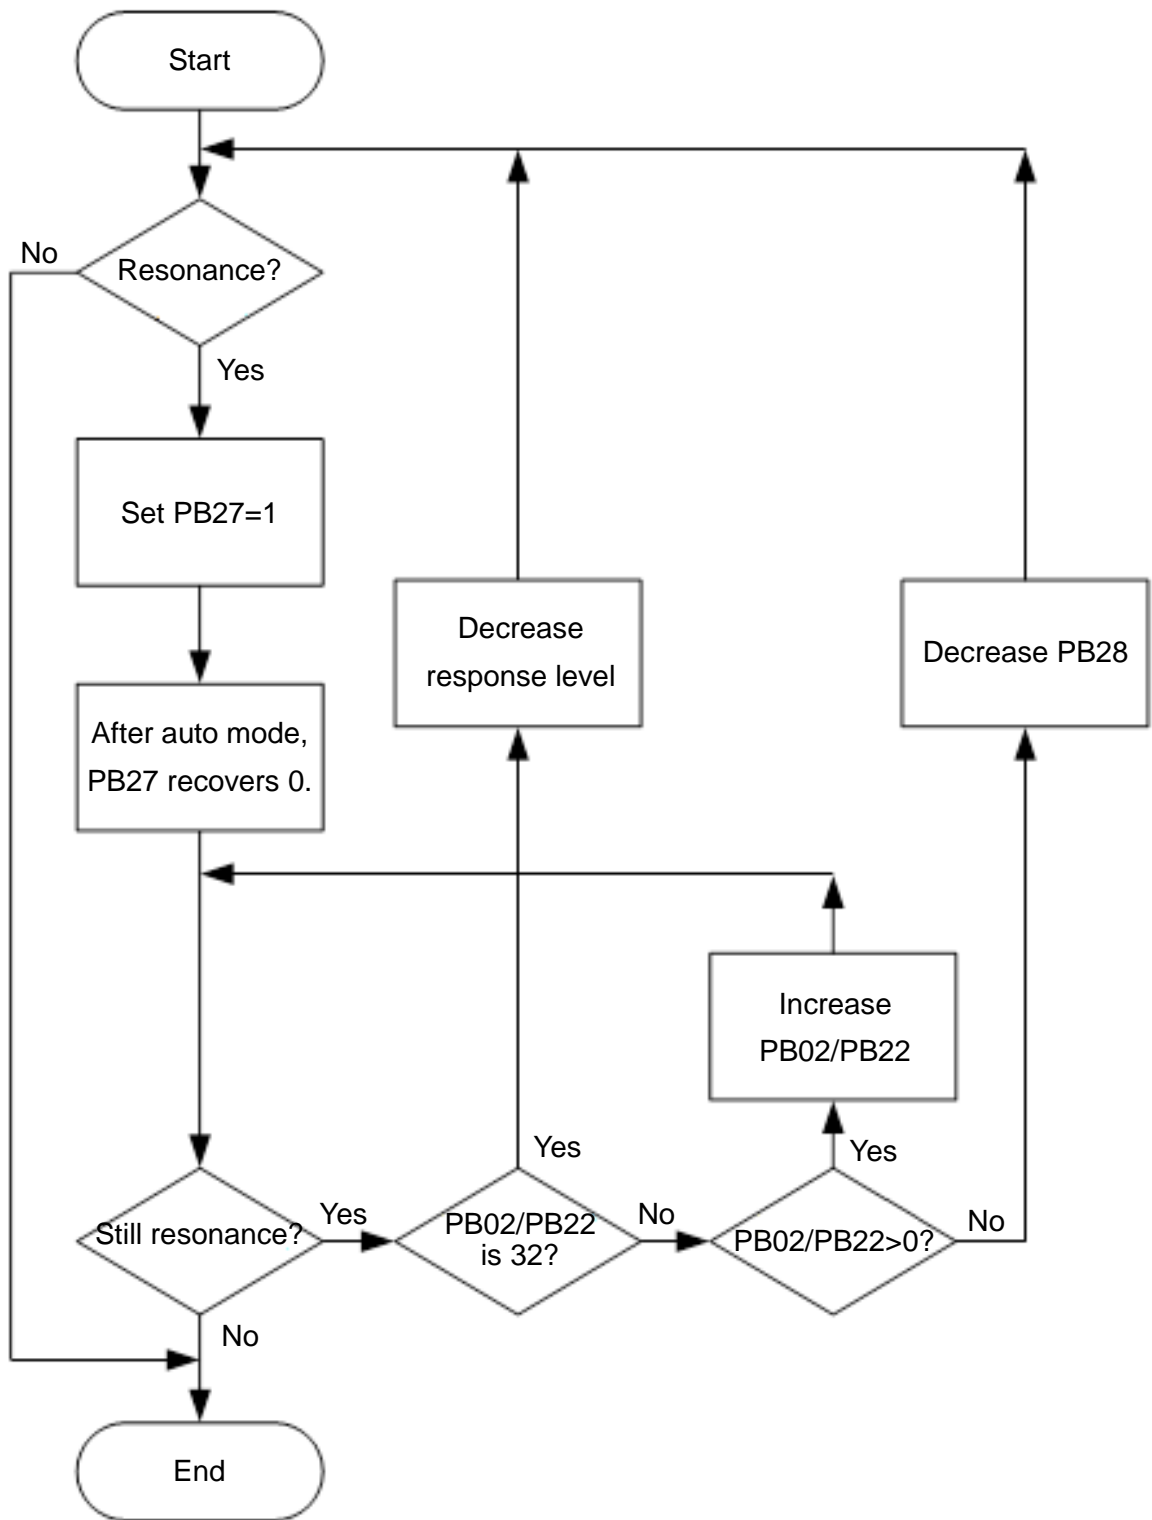 Start
No
Resonance?
Yes
Set PB27=1
Decrease
response level
Decrease PB28
After auto mode,
PB27 recovers 0.
Increase
PB02/PB22
Yes
Yes
Still resonance?
Yes
PB02/PB22
is 32?
No
PB02/PB22>0?
No
No
End